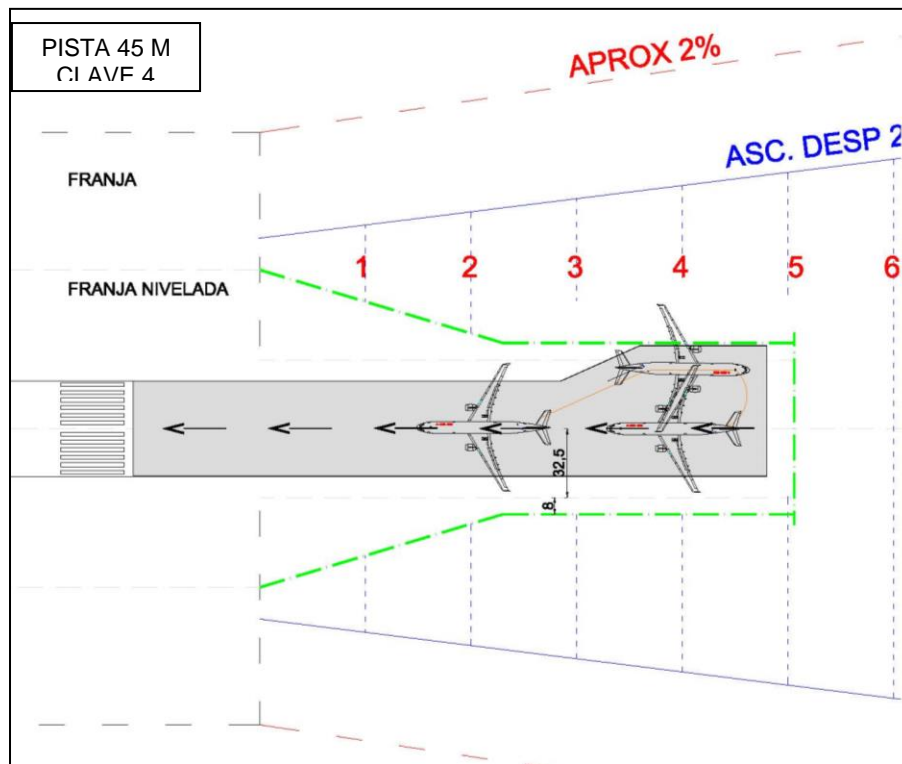 PISTA 45 M
CLAVE 4
APROX 2%
ASC. DESP 2
FRANJA
1
2
3
4
5
6
FRANJA NIVELADA
32,5
8